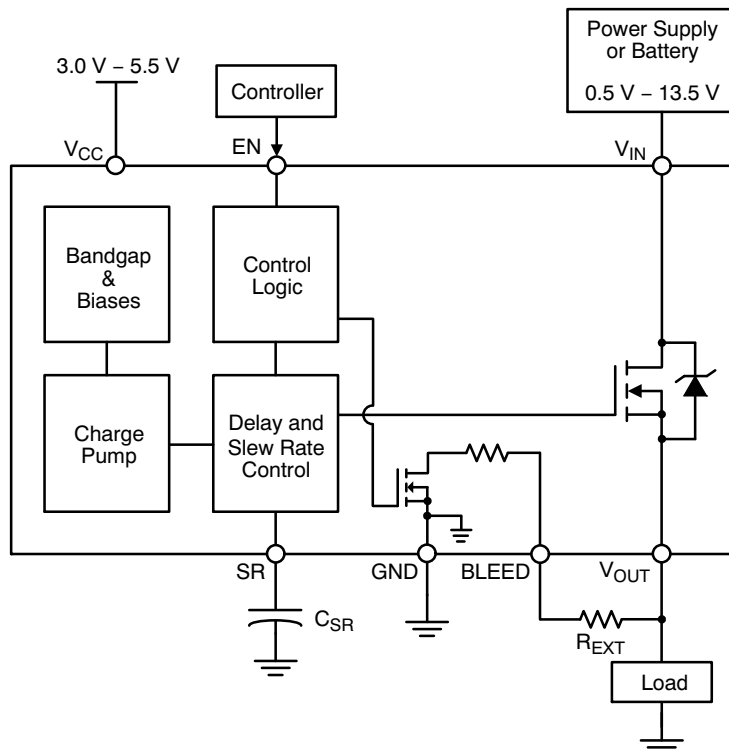 Power Supply
or Battery
0.5 V – 13.5 V
3.0 V – 5.5 V
Controller
VCC
EN
VIN
Bandgap
&
Biases
Control
Logic
Charge
Pump
Delay and
Slew Rate
Control
SR
GND
BLEED
VOUT
CSR
REXT
Load